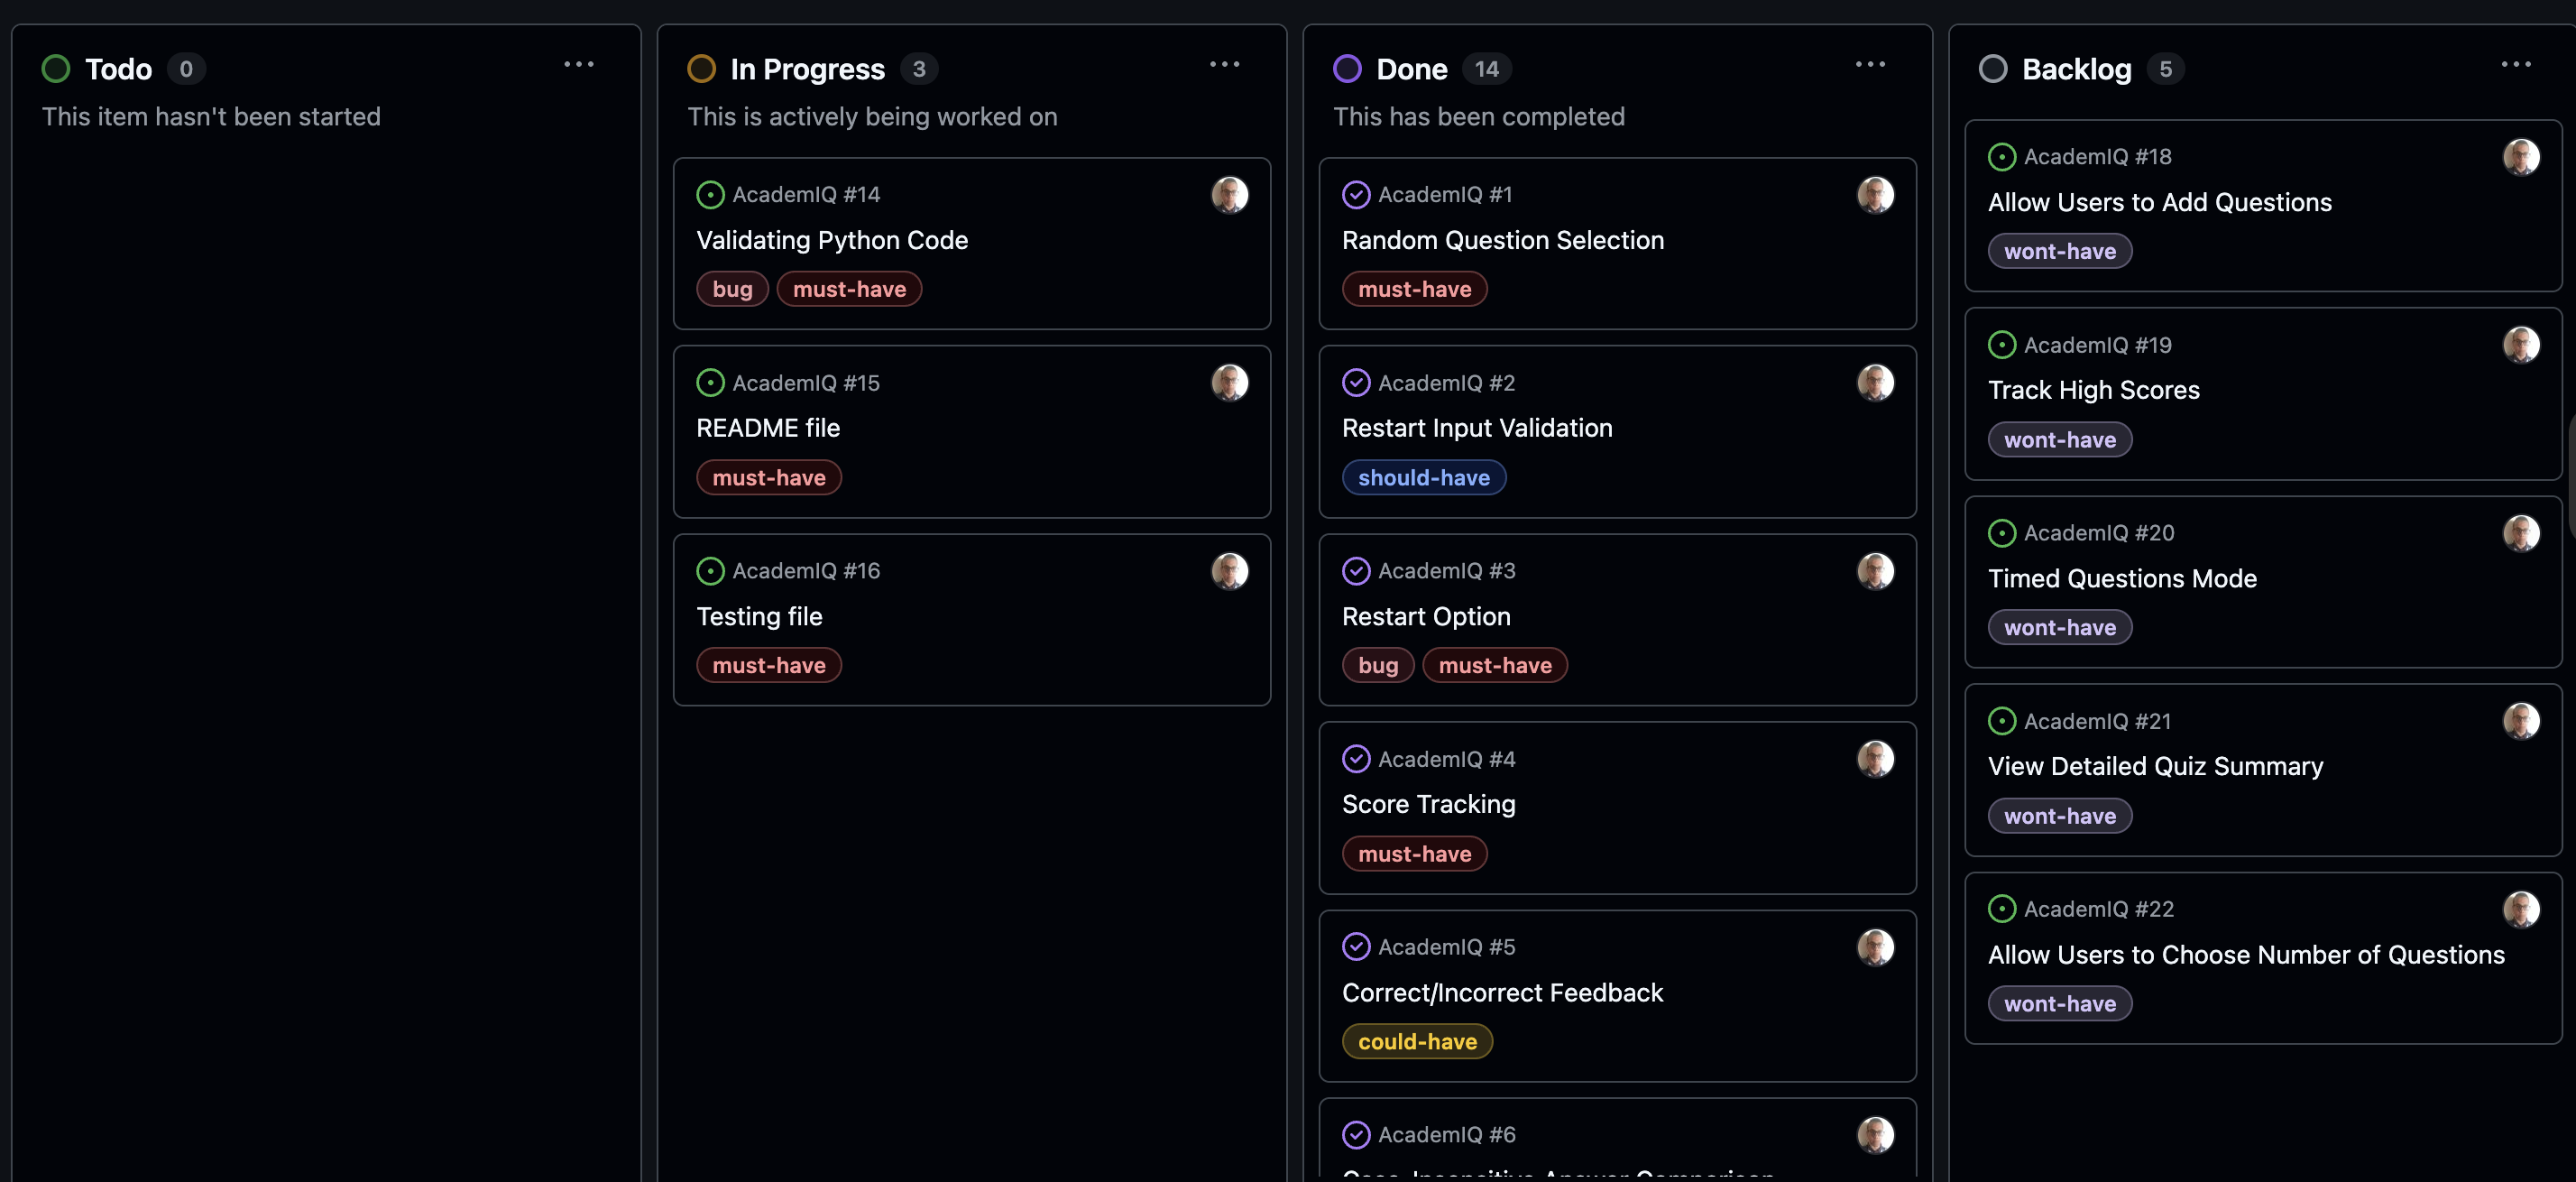 Todo 0
This item hasn't been started
In Progress 3
This is actively being worked on
AcademIQ #14
Validating Python Code
bug must-have
AcademIQ #15
README file
must-have
AcademIQ #16
Testing file
must-have
Done 14
This has been completed
AcademIQ #1
Random Question Selection
must-have
AcademIQ #2
Restart Input Validation
should-have
AcademIQ #3
Restart Option
bug must-have
AcademIQ #4
Score Tracking
must-have
AcademIQ #5
Correct/Incorrect Feedback
could-have
AcademIQ #6
Case-Insensitive Answer Comparison
Backlog 5
AcademIQ #18
Allow Users to Add Questions
wont-have
AcademIQ #19
Track High Scores
wont-have
AcademIQ #20
Timed Questions Mode
wont-have
AcademIQ #21
View Detailed Quiz Summary
wont-have
AcademIQ #22
Allow Users to Choose Number of Questions
wont-have